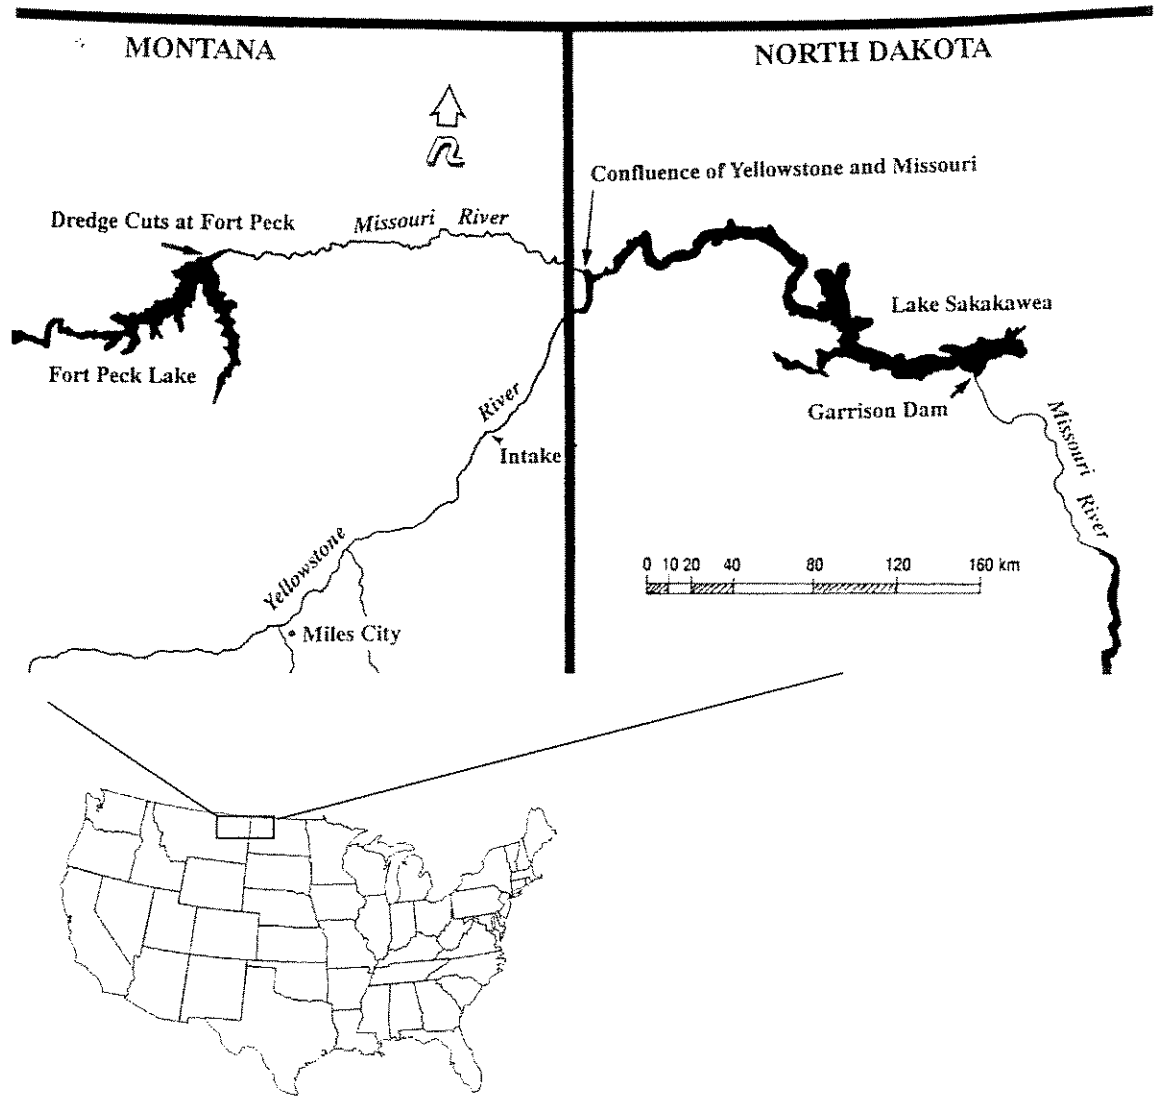 MONTANA
NORTH DAKOTA
Confluence of Yellowstone and Missouri
Dredge Cuts at Fort Peck
Missouri River
Lake Sakakawea
Fort Peck Lake
River
Garrison Dam
Missouri River
Intake
Yellowstone
0 10 20 40 80 120 160 km
Miles City